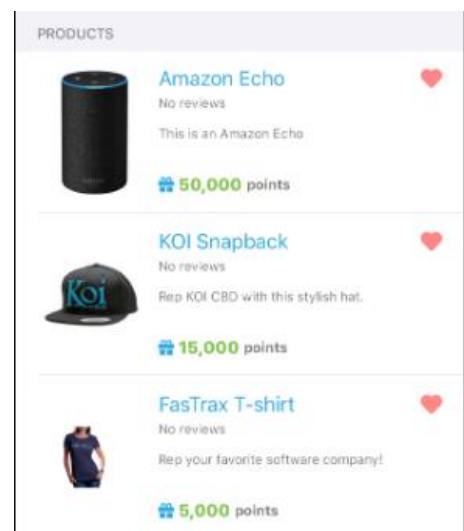 PRODUCTS
Amazon Echo
No reviews
This is an Amazon Echo
50,000 points
KOI Snapback
No reviews
Rep KOI CBD with this stylish hat.
Koi
15,000 points
FasTrax T-shirt
No reviews
Rep your favorite software company!
5,000 points